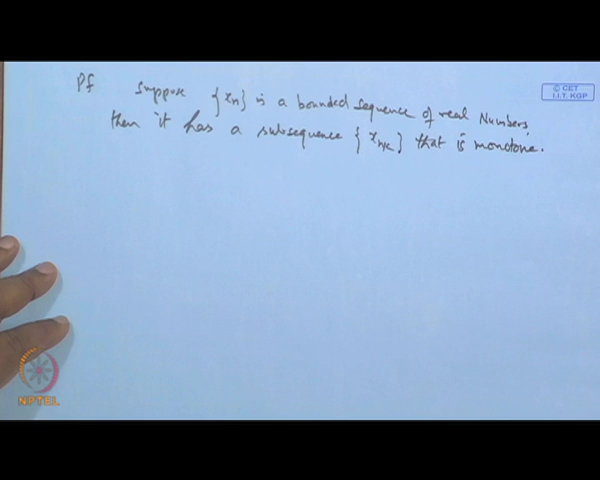 Pf Suppose {xn} is a bounded sequence of real Numbers,
then it has a subsequence {xnk} that is monotone.
© CET
I.I.T. KGP
NPTEL